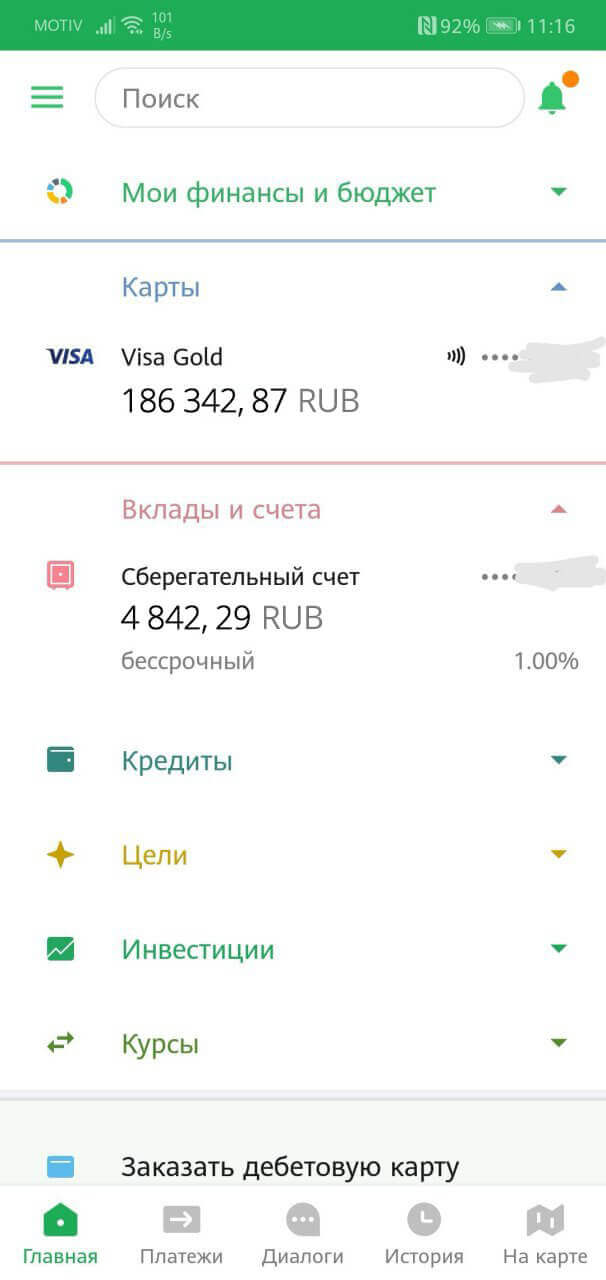 MOTIV 101 B/s 92% 11:16
Поиск
Мои финансы и бюджет
Карты
VISA Visa Gold ••••
186 342, 87 RUB
Вклады и счета
Сберегательный счет ••••
4 842, 29 RUB
бессрочный 1.00%
Кредиты
Цели
Инвестиции
Курсы
Заказать дебетовую карту
Главная Платежи Диалоги История На карте